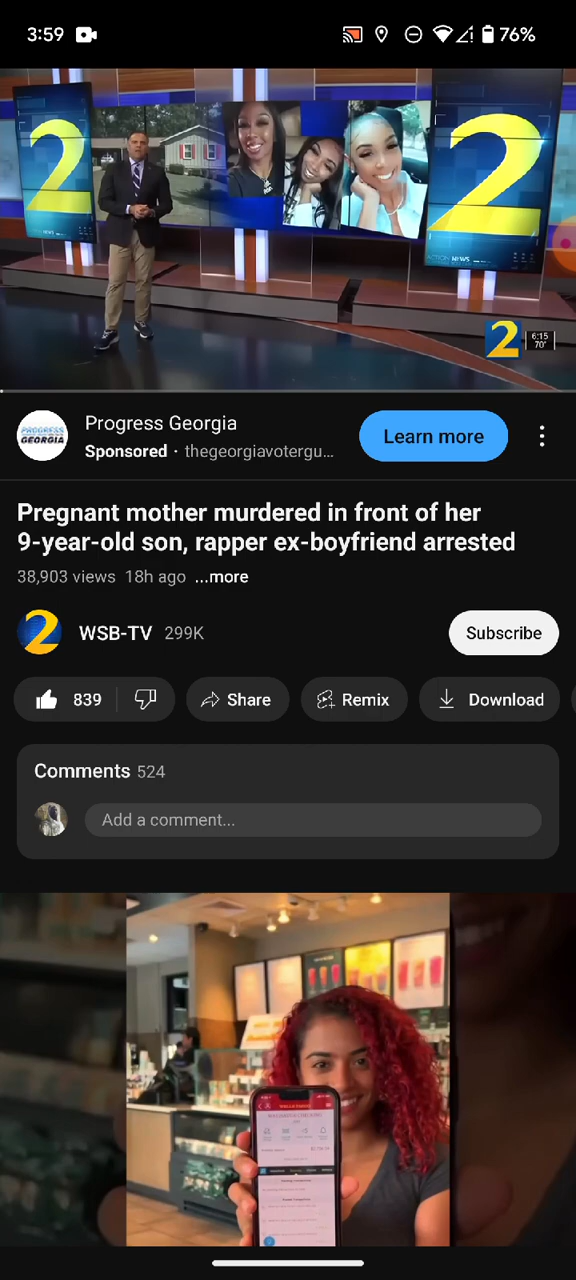 3:59
76%
2
2
NEWS
ACTION NEWS
2
6:15
70°
PROGRESS
GEORGIA
Progress Georgia
Sponsored · thegeorgiavotergu...
Learn more
Pregnant mother murdered in front of her
9-year-old son, rapper ex-boyfriend arrested
38,903 views 18h ago ...more
2
WSB-TV 299K
Subscribe
839
Share
Remix
Download
Comments 524
Add a comment...